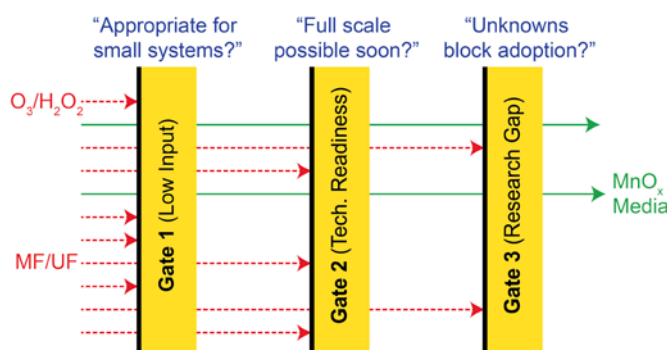 “Appropriate for
small systems?”
“Full scale
possible soon?”
“Unknowns
block adoption?”
O₃/H₂O₂
MF/UF
Gate 1 (Low Input)
Gate 2 (Tech. Readiness)
Gate 3 (Research Gap)
MnOₓ
Media